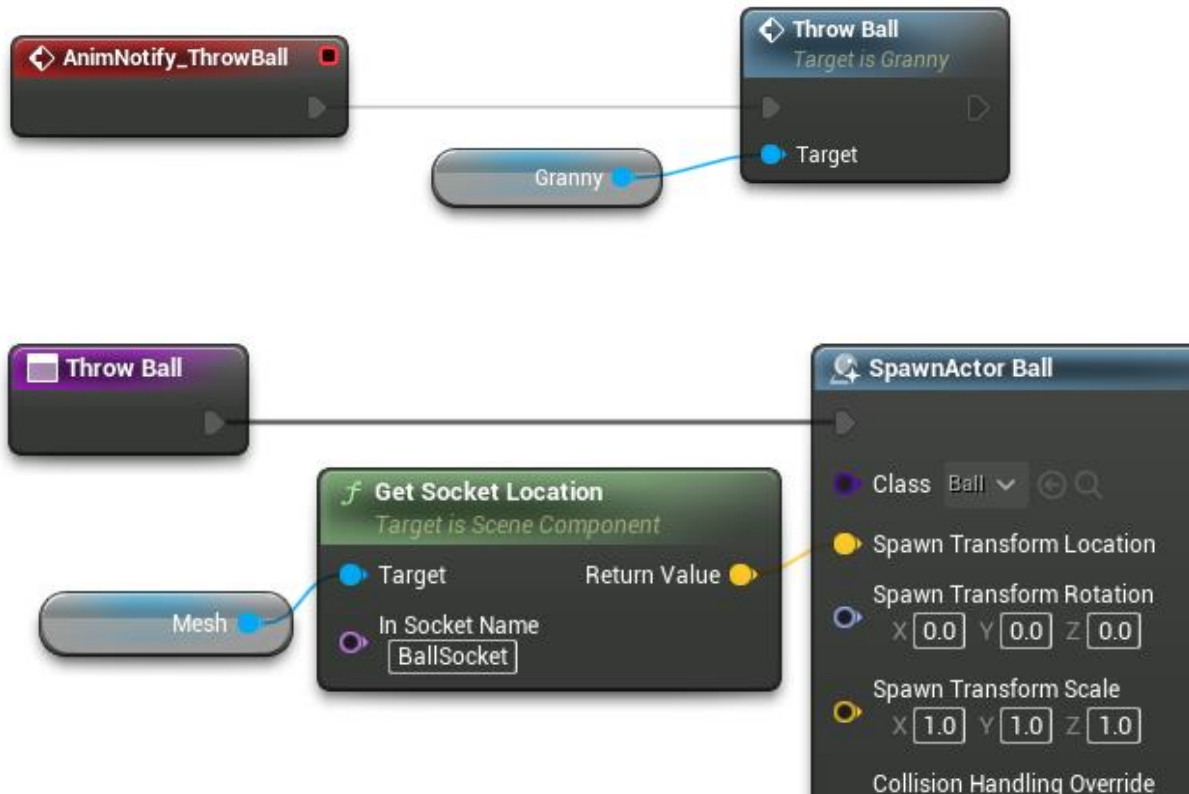 AnimNotify_ThrowBall
Throw Ball
Target is Granny
Target
Granny
Throw Ball
SpawnActor Ball
Class Ball
Get Socket Location
Target is Scene Component
Spawn Transform Location
Target Return Value
Spawn Transform Rotation
X 0.0 Y 0.0 Z 0.0
Mesh
In Socket Name
BallSocket
Spawn Transform Scale
X 1.0 Y 1.0 Z 1.0
Collision Handling Override